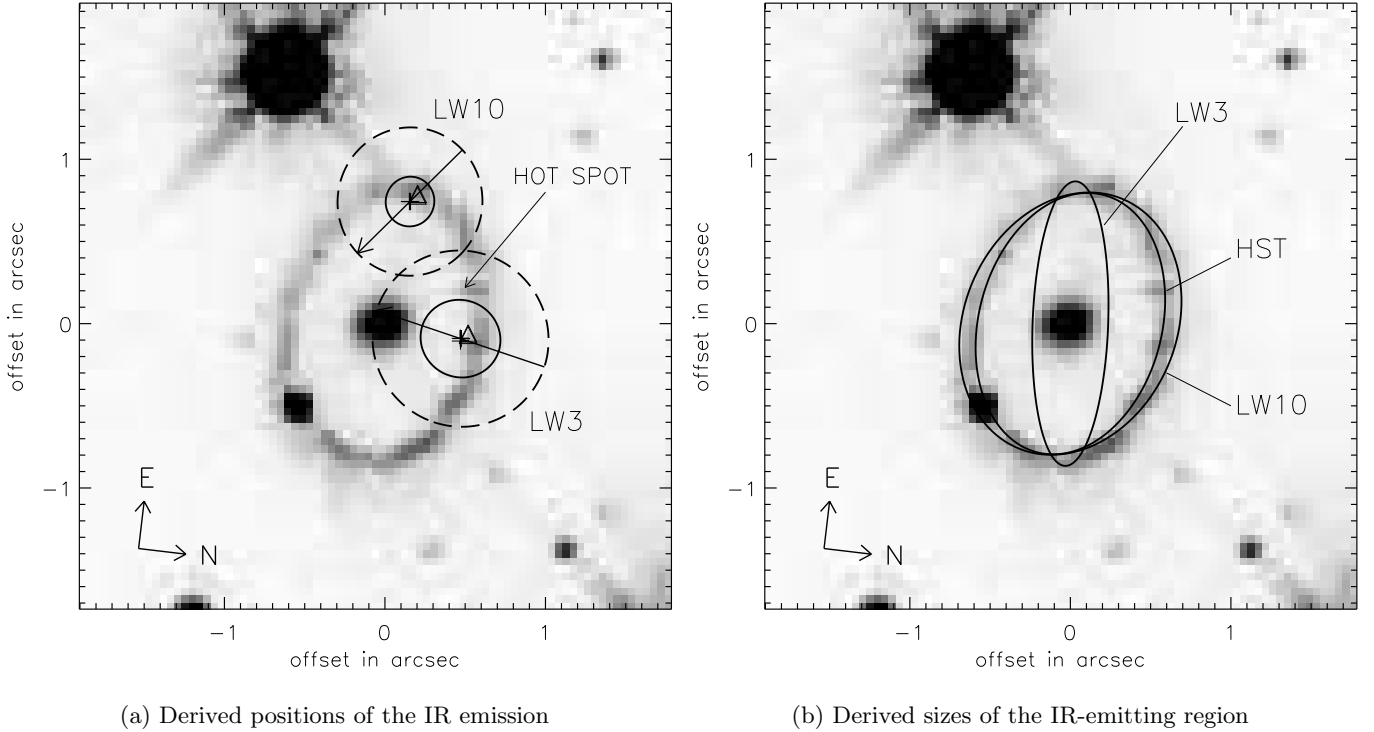 LW10
HOT SPOT
LW3
E
N
1
0
−1
−1
0
1
offset in arcsec
offset in arcsec
(a) Derived positions of the IR emission
LW3
HST
LW10
E
N
1
0
−1
−1
0
1
offset in arcsec
offset in arcsec
(b) Derived sizes of the IR-emitting region